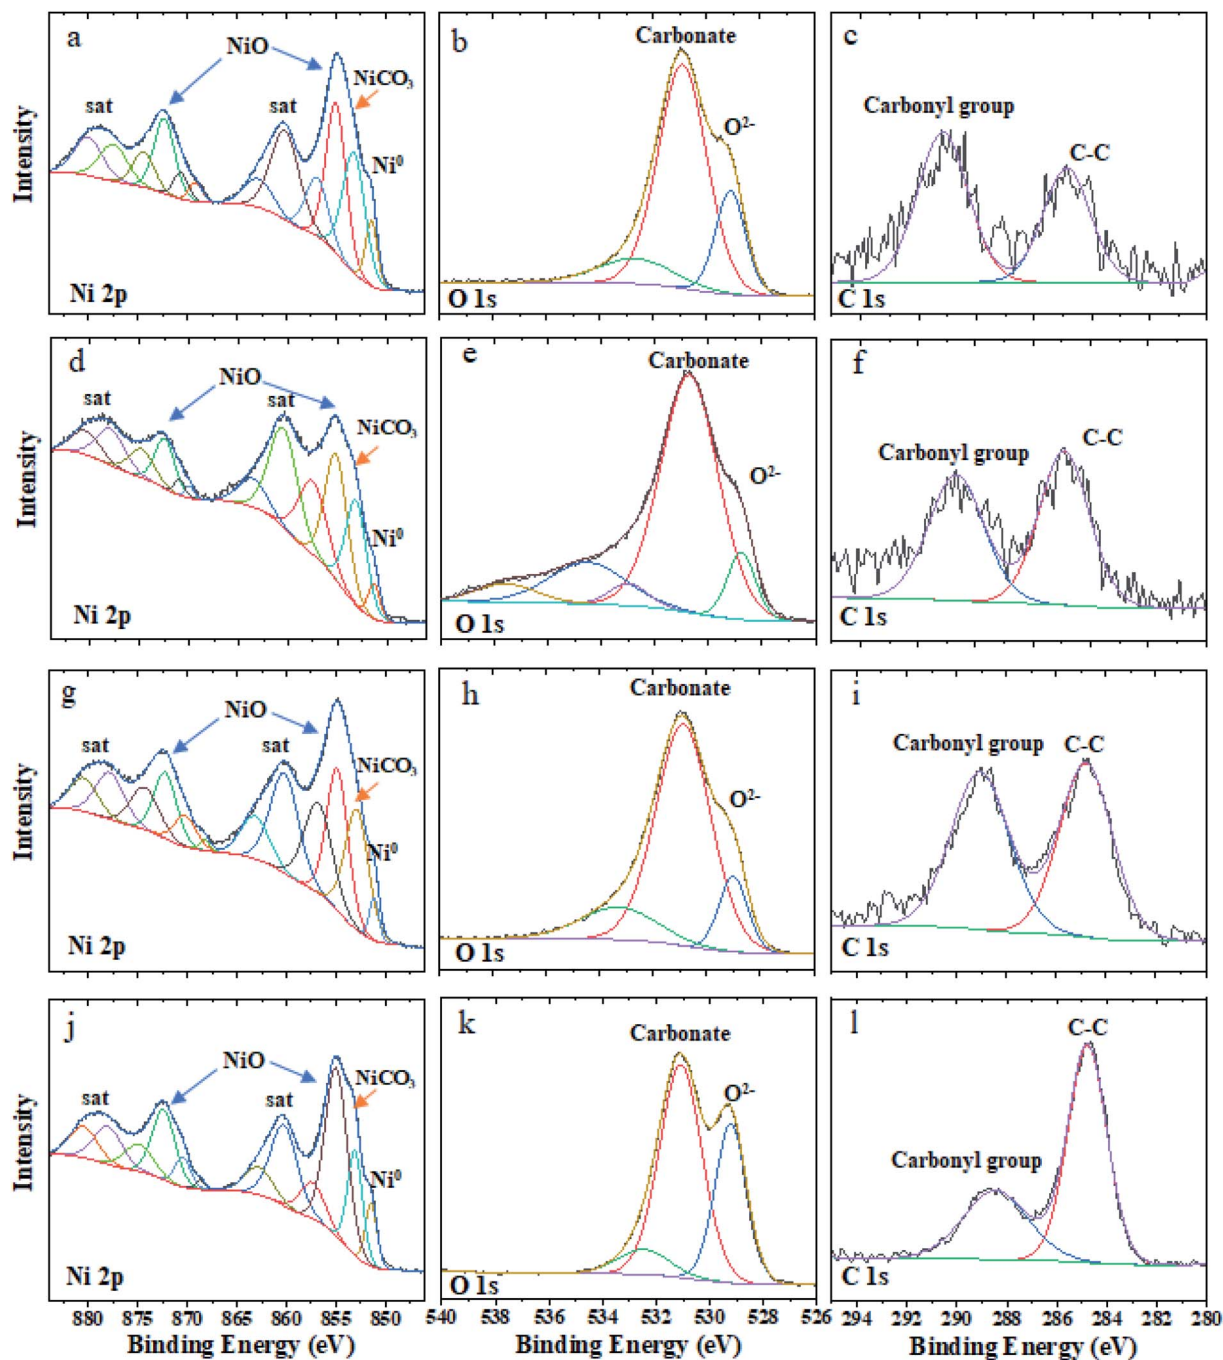 a
NiO
NiCO₃
sat
sat
Ni⁰
Intensity
Ni 2p
b
Carbonate
O²⁻
O 1s
c
Carbonyl group
C-C
C 1s
d
NiO
sat
sat
NiCO₃
Ni⁰
Intensity
Ni 2p
e
Carbonate
O²⁻
O 1s
f
Carbonyl group
C-C
C 1s
g
NiO
sat
sat
NiCO₃
Ni⁰
Intensity
Ni 2p
h
Carbonate
O²⁻
O 1s
i
Carbonyl group
C-C
C 1s
j
NiO
NiCO₃
sat
sat
Ni⁰
Intensity
Ni 2p
880 875 870 865 860 855 850
Binding Energy (eV)
k
Carbonate
O²⁻
O 1s
540 538 536 534 532 530 528 526
Binding Energy (eV)
l
C-C
Carbonyl group
C 1s
294 292 290 288 286 284 282 280
Binding Energy (eV)